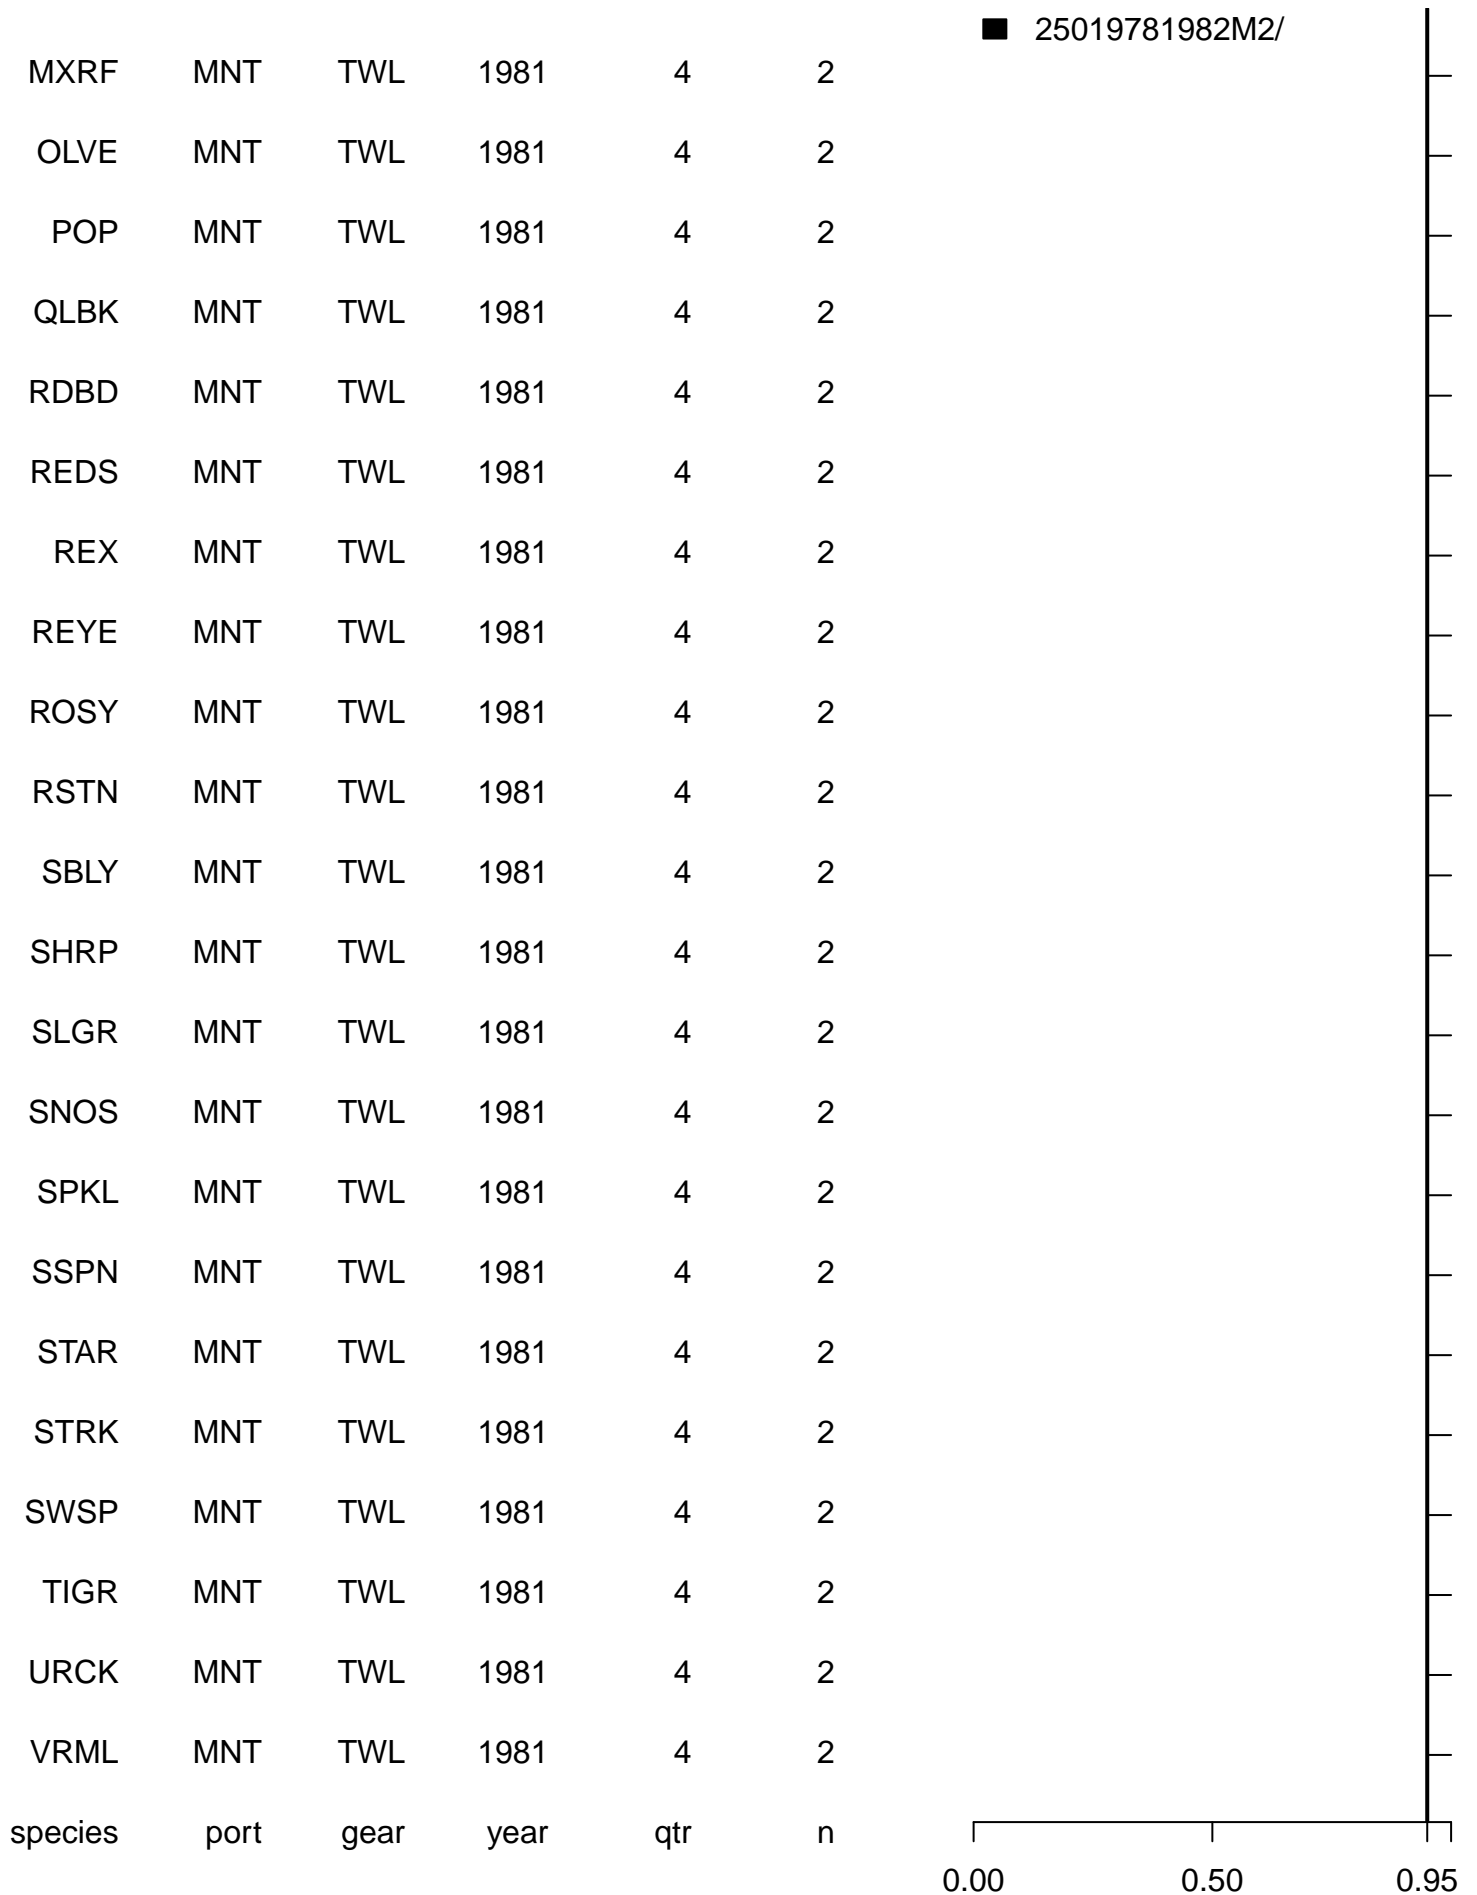 25019781982M2/
MXRF MNT TWL 1981 4 2
OLVE MNT TWL 1981 4 2
POP MNT TWL 1981 4 2
QLBK MNT TWL 1981 4 2
RDBD MNT TWL 1981 4 2
REDS MNT TWL 1981 4 2
REX MNT TWL 1981 4 2
REYE MNT TWL 1981 4 2
ROSY MNT TWL 1981 4 2
RSTN MNT TWL 1981 4 2
SBLY MNT TWL 1981 4 2
SHRP MNT TWL 1981 4 2
SLGR MNT TWL 1981 4 2
SNOS MNT TWL 1981 4 2
SPKL MNT TWL 1981 4 2
SSPN MNT TWL 1981 4 2
STAR MNT TWL 1981 4 2
STRK MNT TWL 1981 4 2
SWSP MNT TWL 1981 4 2
TIGR MNT TWL 1981 4 2
URCK MNT TWL 1981 4 2
VRML MNT TWL 1981 4 2
species port gear year qtr n
0.00 0.50 0.95